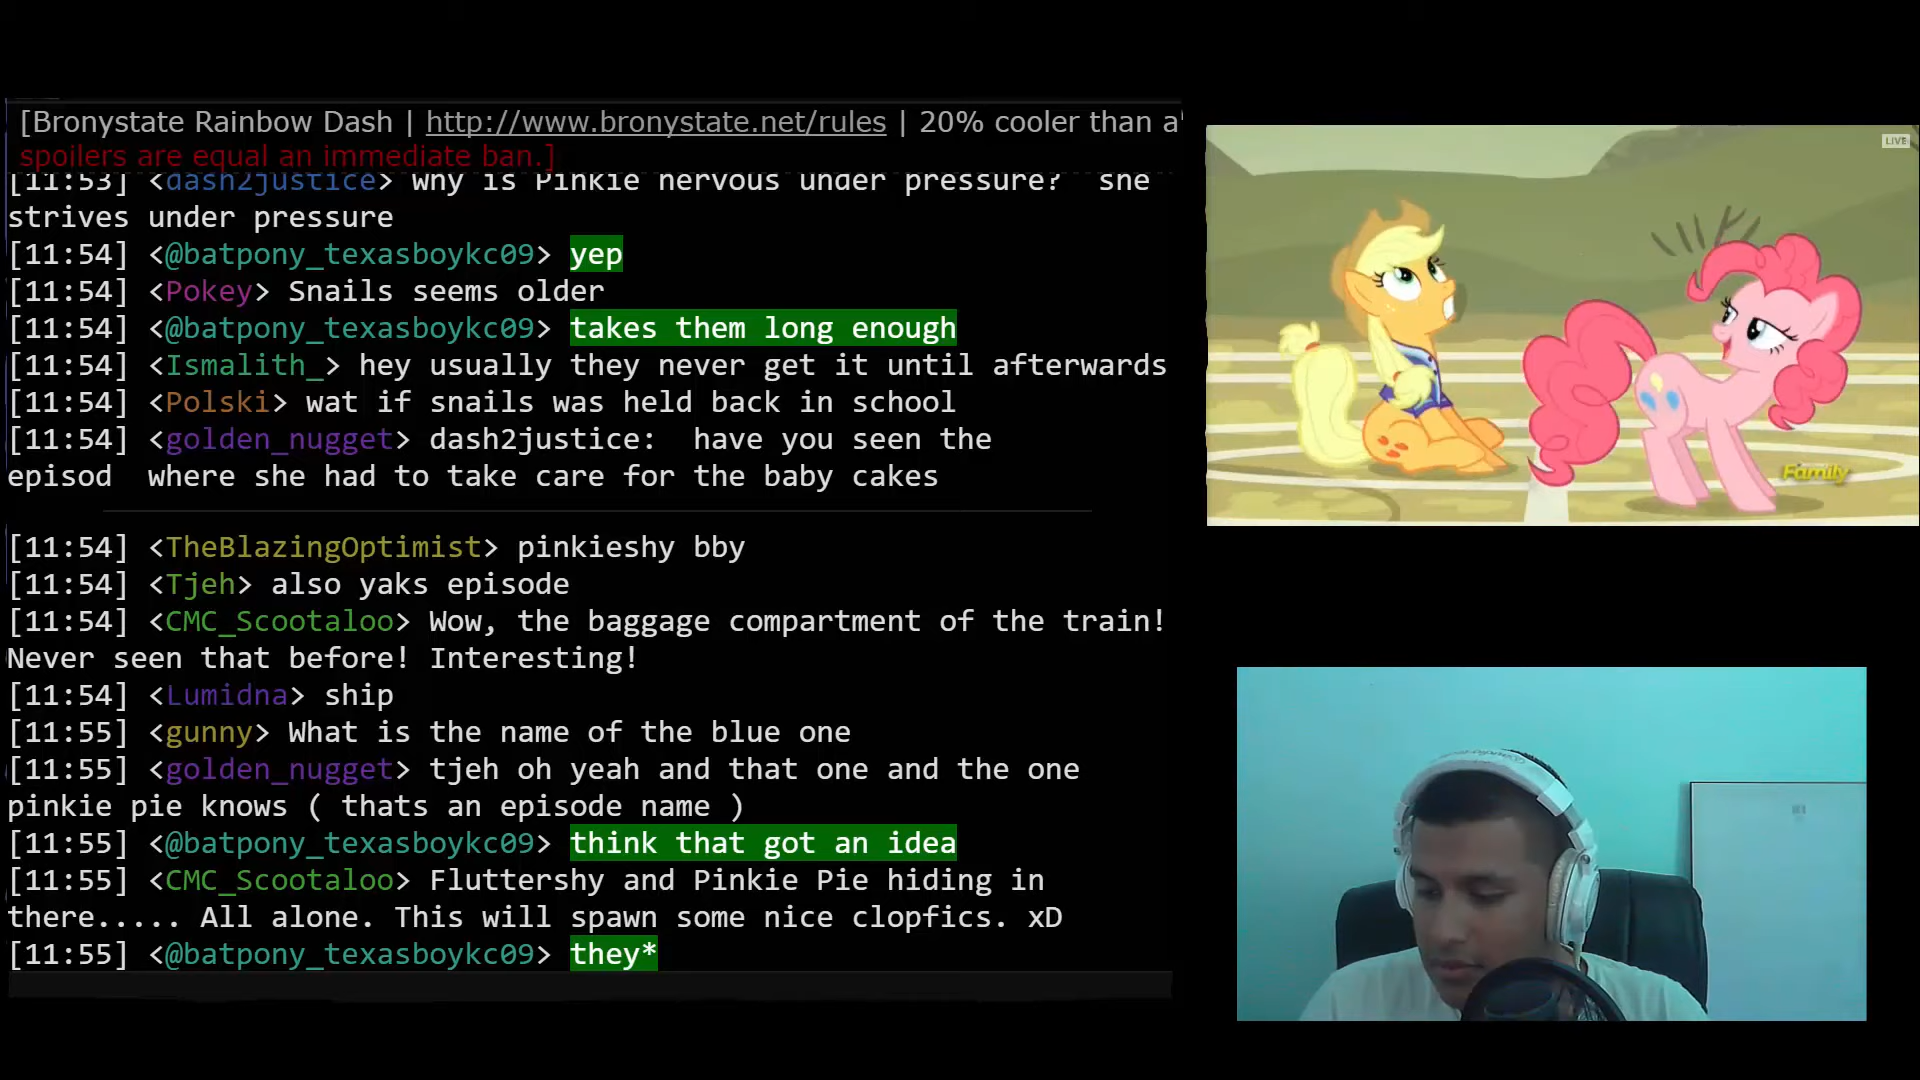 [Bronystate Rainbow Dash | http://www.bronystate.net/rules | 20% cooler than a
spoilers are equal an immediate ban.]
[11:53] <dash2justice> why is Pinkie nervous under pressure?  she
strives under pressure
[11:54] <@batpony_texasboykc09> yep
[11:54] <Pokey> Snails seems older
[11:54] <@batpony_texasboykc09> takes them long enough
[11:54] <Ismalith_> hey usually they never get it until afterwards
[11:54] <Polski> wat if snails was held back in school
[11:54] <golden_nugget> dash2justice:  have you seen the
episod  where she had to take care for the baby cakes
[11:54] <TheBlazingOptimist> pinkieshy bby
[11:54] <Tjeh> also yaks episode
[11:54] <CMC_Scootaloo> Wow, the baggage compartment of the train!
Never seen that before! Interesting!
[11:54] <Lumidna> ship
[11:55] <gunny> What is the name of the blue one
[11:55] <golden_nugget> tjeh oh yeah and that one and the one
pinkie pie knows ( thats an episode name )
[11:55] <@batpony_texasboykc09> think that got an idea
[11:55] <CMC_Scootaloo> Fluttershy and Pinkie Pie hiding in
there..... All alone. This will spawn some nice clopfics. xD
[11:55] <@batpony_texasboykc09> they*
LIVE
Family